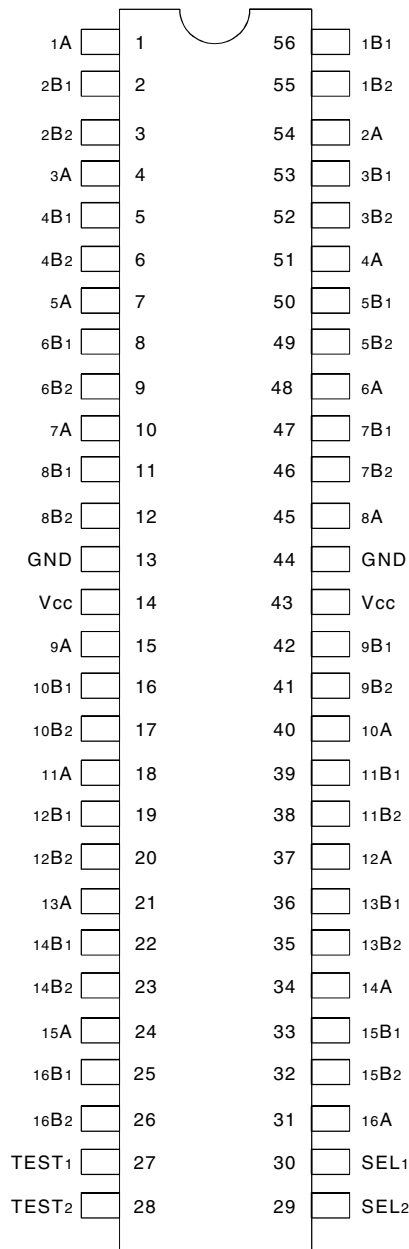 1A 1 56 1B1
2B1 2 55 1B2
2B2 3 54 2A
3A 4 53 3B1
4B1 5 52 3B2
4B2 6 51 4A
5A 7 50 5B1
6B1 8 49 5B2
6B2 9 48 6A
7A 10 47 7B1
8B1 11 46 7B2
8B2 12 45 8A
GND 13 44 GND
Vcc 14 43 Vcc
9A 15 42 9B1
10B1 16 41 9B2
10B2 17 40 10A
11A 18 39 11B1
12B1 19 38 11B2
12B2 20 37 12A
13A 21 36 13B1
14B1 22 35 13B2
14B2 23 34 14A
15A 24 33 15B1
16B1 25 32 15B2
16B2 26 31 16A
TEST1 27 30 SEL1
TEST2 28 29 SEL2